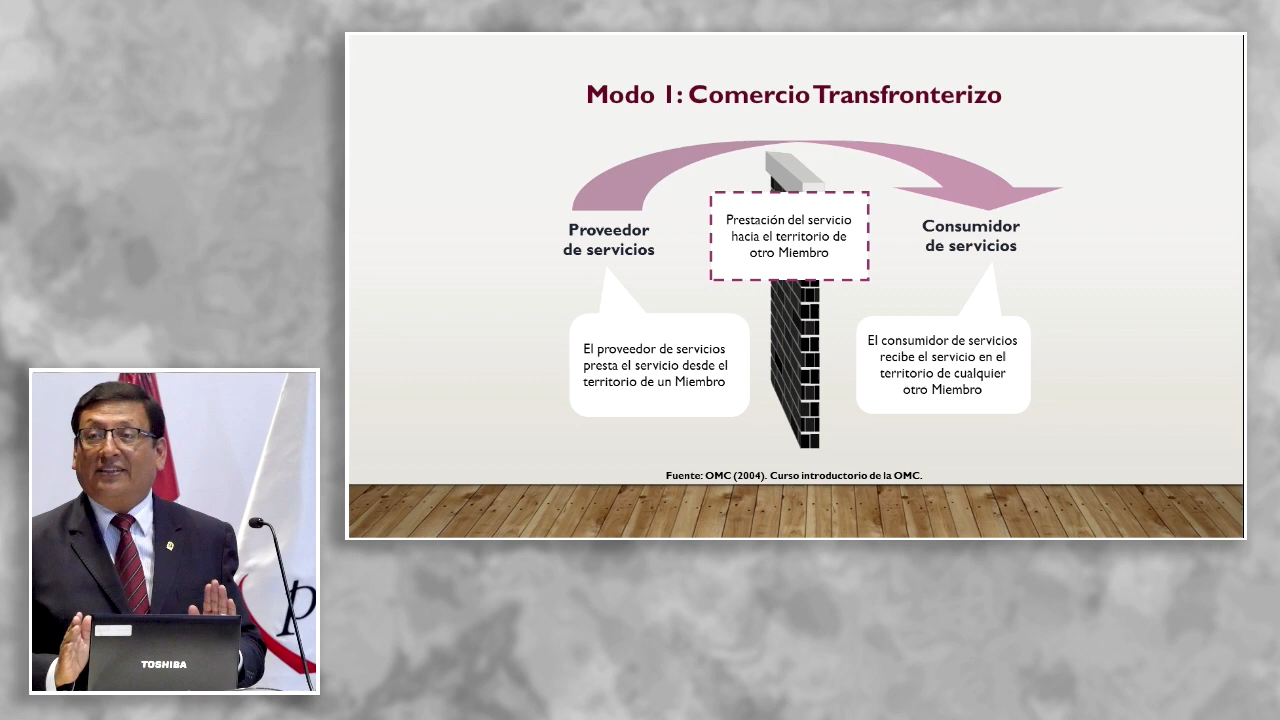 Modo 1: Comercio Transfronterizo
Proveedor
de servicios
Prestación del servicio
hacia el territorio de
otro Miembro
Consumidor
de servicios
El proveedor de servicios
presta el servicio desde el
territorio de un Miembro
El consumidor de servicios
recibe el servicio en el
territorio de cualquier
otro Miembro
Fuente: OMC (2004). Curso introductorio de la OMC.
TOSHIBA